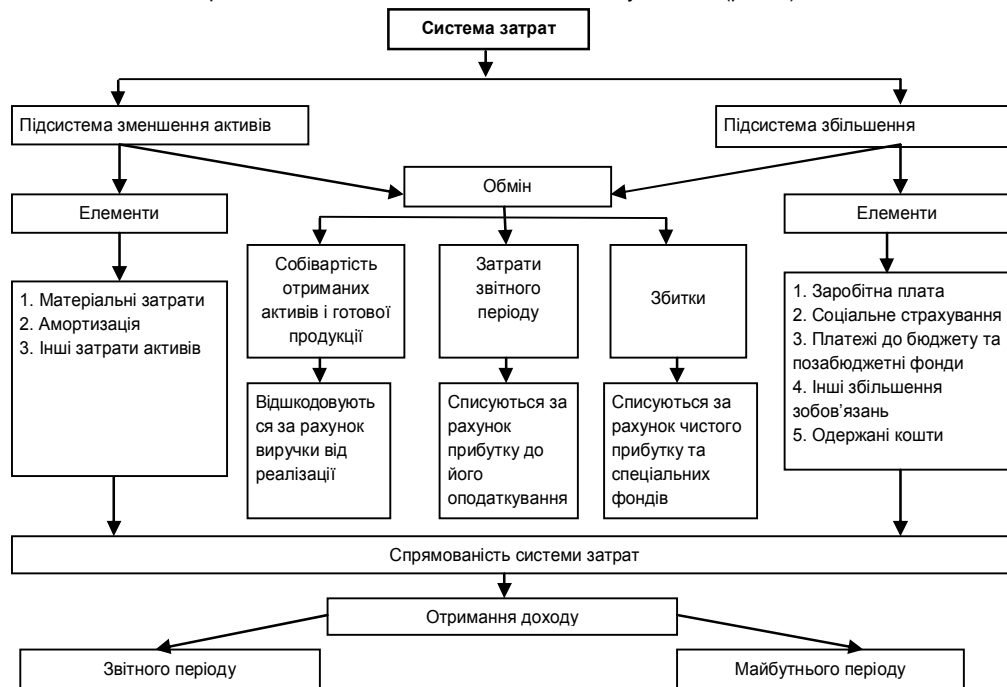 Система затрат
Підсистема зменшення активів
Підсистема збільшення
Обмін
Елементи
Елементи
1. Матеріальні затрати
2. Амортизація
3. Інші затрати активів
Собівартість
отриманих
активів і готової
продукції
Затрати
звітного
періоду
Збитки
1. Заробітна плата
2. Соціальне страхування
3. Платежі до бюджету та
позабюджетні фонди
4. Інші збільшення
зобов’язань
5. Одержані кошти
Відшкодовують
ся за рахунок
виручки від
реалізації
Списуються за
рахунок
прибутку до
його
оподаткування
Списуються за
рахунок чистого
прибутку та
спеціальних
фондів
Спрямованість системи затрат
Отримання доходу
Звітного періоду
Майбутнього періоду